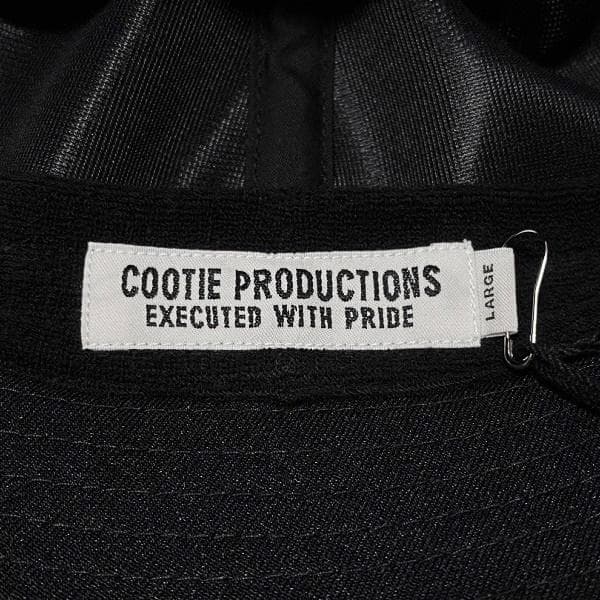 COOTIE PRODUCTIONS
EXECUTED WITH PRIDE
LARGE